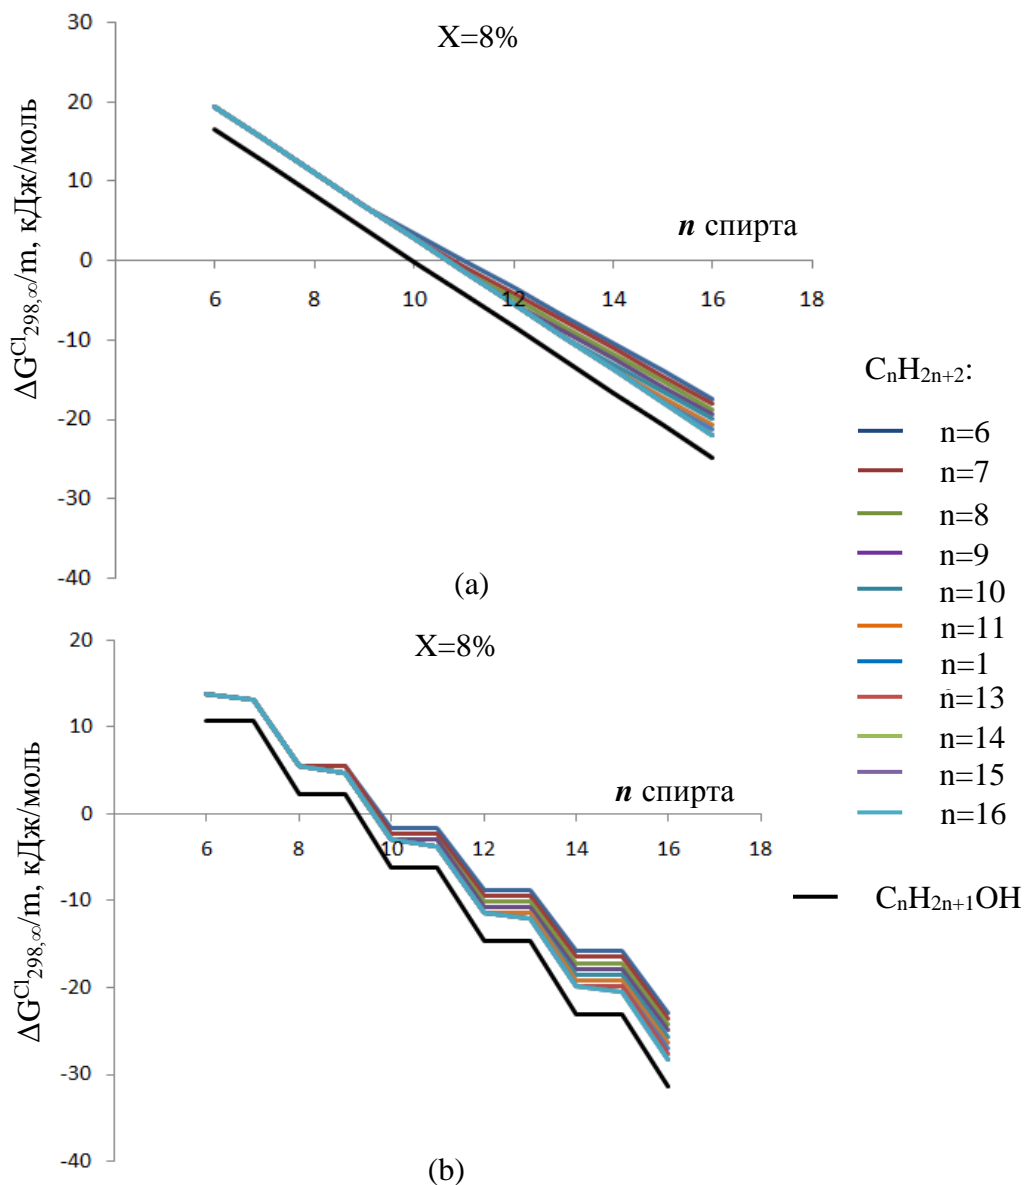 X=8%
30
20
10
0
-10
-20
-30
-40
6 8 10 12 14 16 18
n спирта
ΔG^Cl_298,∞/m, кДж/моль
(a)
X=8%
20
10
0
-10
-20
-30
-40
6 8 10 12 14 16 18
n спирта
ΔG^Cl_298,∞/m, кДж/моль
(b)
CnH2n+2:
n=6
n=7
n=8
n=9
n=10
n=11
n=1
n=13
n=14
n=15
n=16
CnH2n+1OH